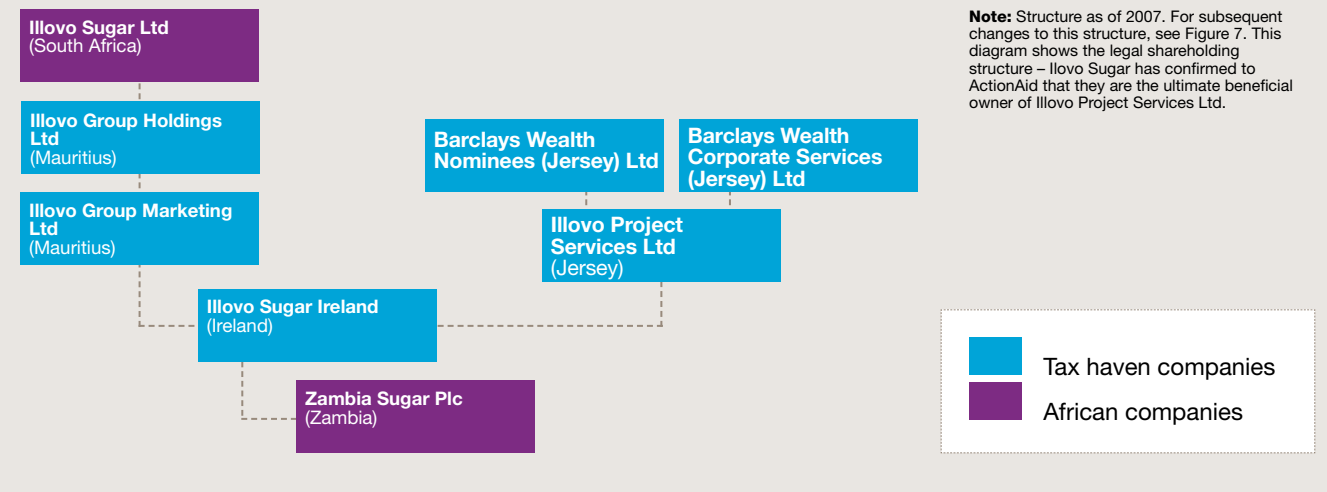 Illovo Sugar Ltd
(South Africa)
Illovo Group Holdings
Ltd
(Mauritius)
Illovo Group Marketing
Ltd
(Mauritius)
Barclays Wealth
Nominees (Jersey) Ltd
Barclays Wealth
Corporate Services
(Jersey) Ltd
Illovo Project
Services Ltd
(Jersey)
Illovo Sugar Ireland
(Ireland)
Zambia Sugar Plc
(Zambia)
Note: Structure as of 2007. For subsequent
changes to this structure, see Figure 7. This
diagram shows the legal shareholding
structure – Ilovo Sugar has confirmed to
ActionAid that they are the ultimate beneficial
owner of Illovo Project Services Ltd.
Tax haven companies
African companies